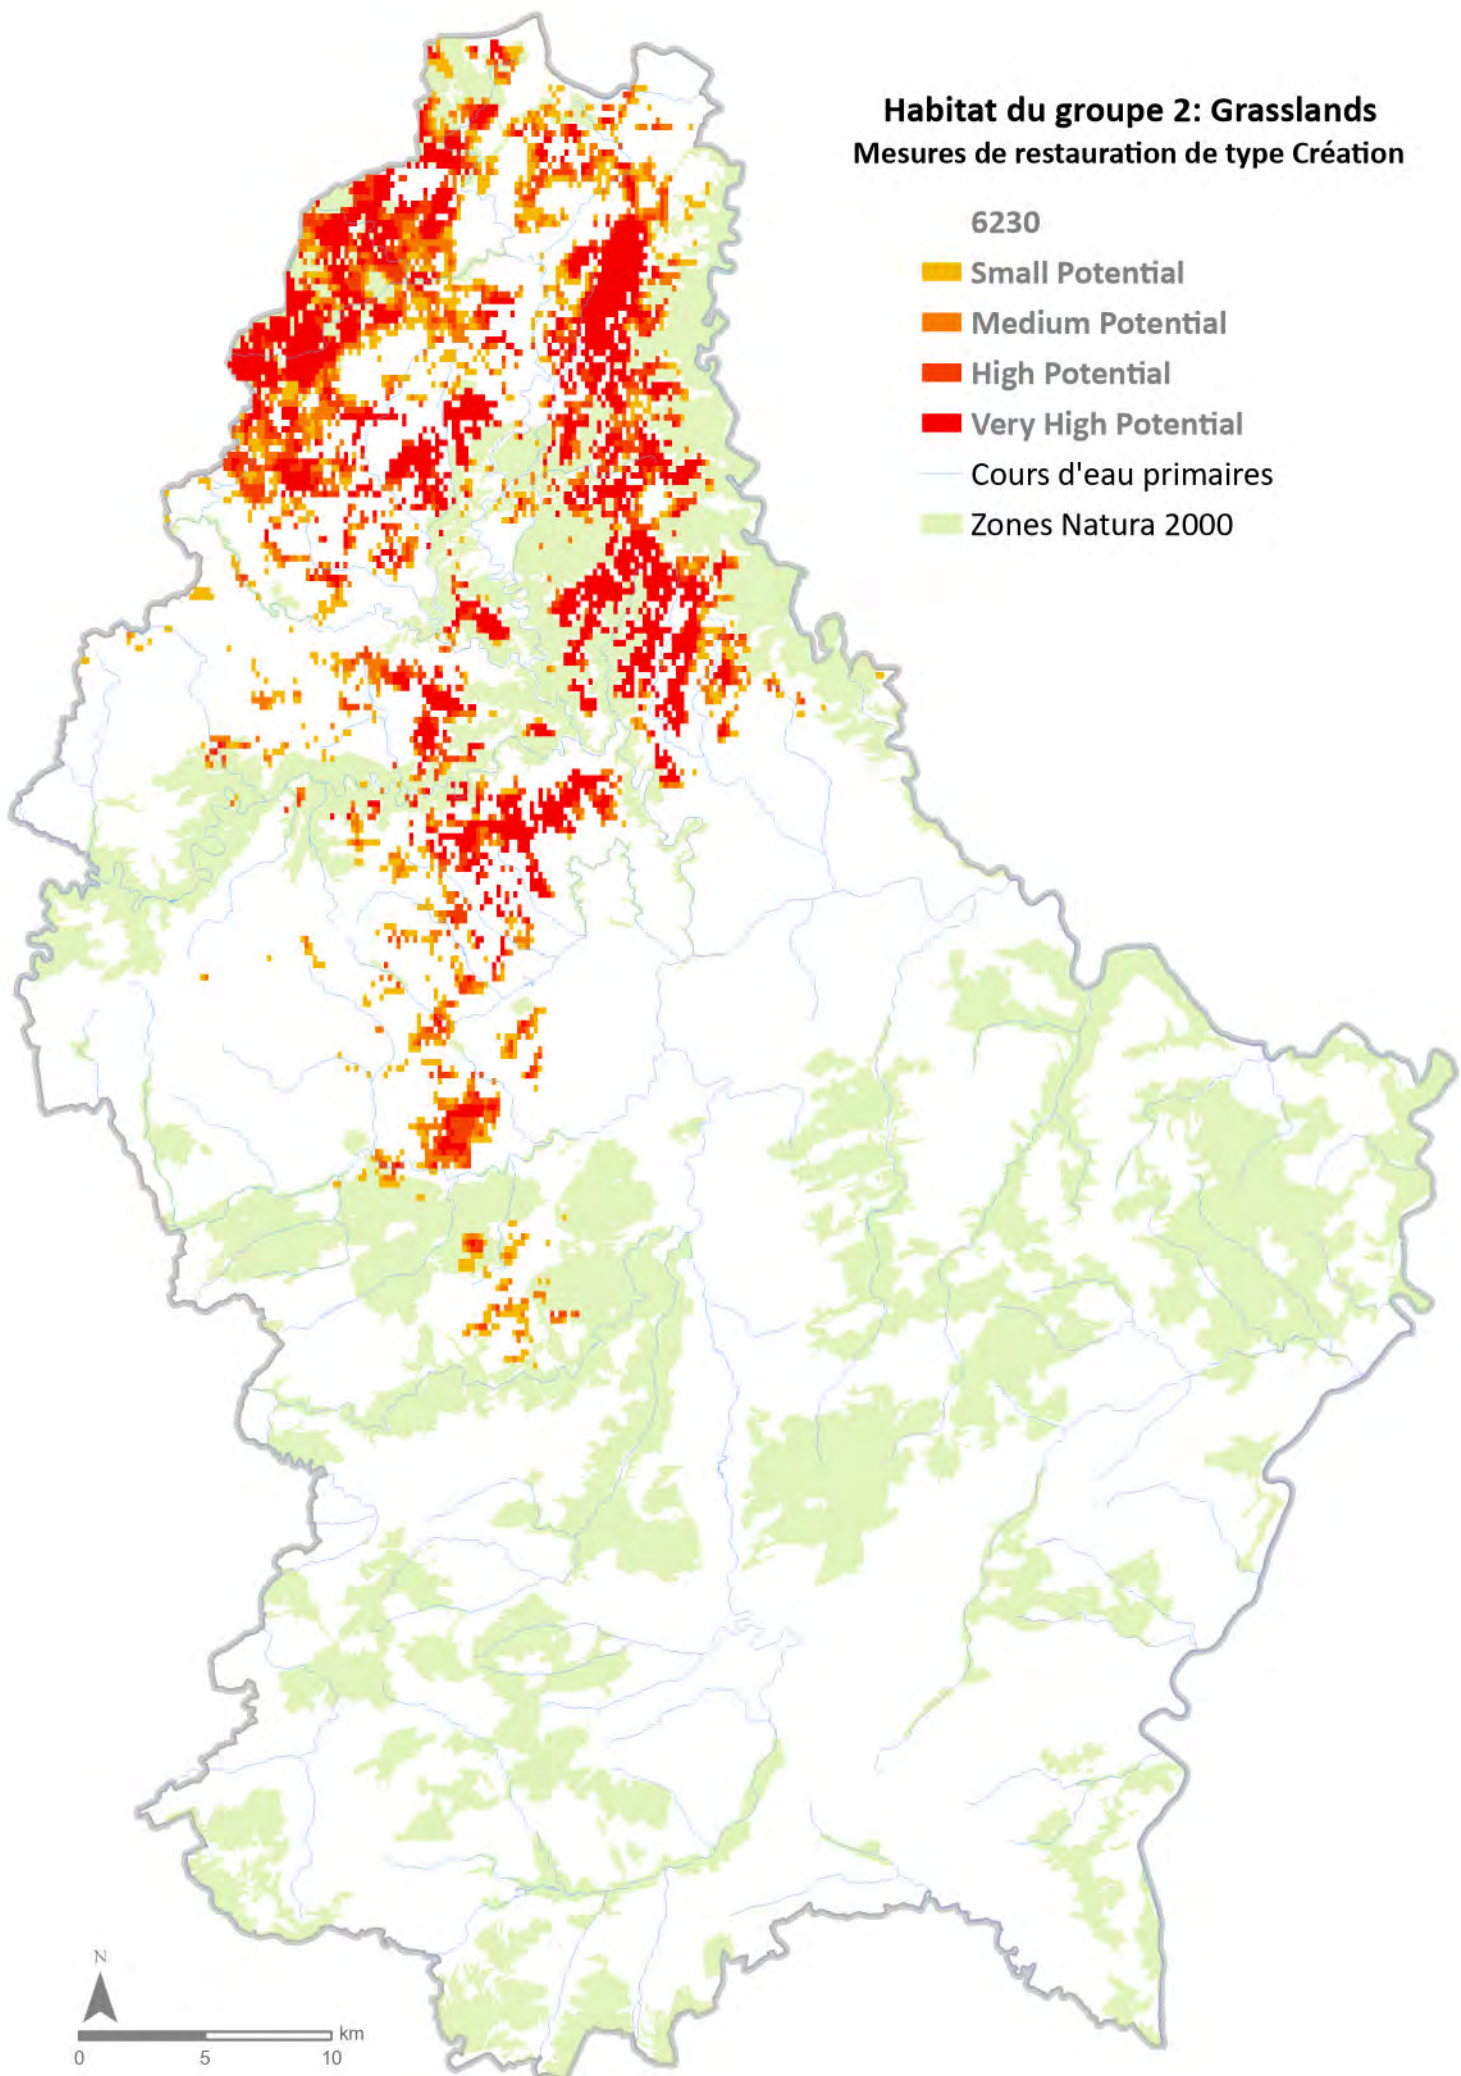 Habitat du groupe 2: Grasslands
Mesures de restauration de type Création
6230
Small Potential
Medium Potential
High Potential
Very High Potential
Cours d'eau primaires
Zones Natura 2000
N
km
0 5 10